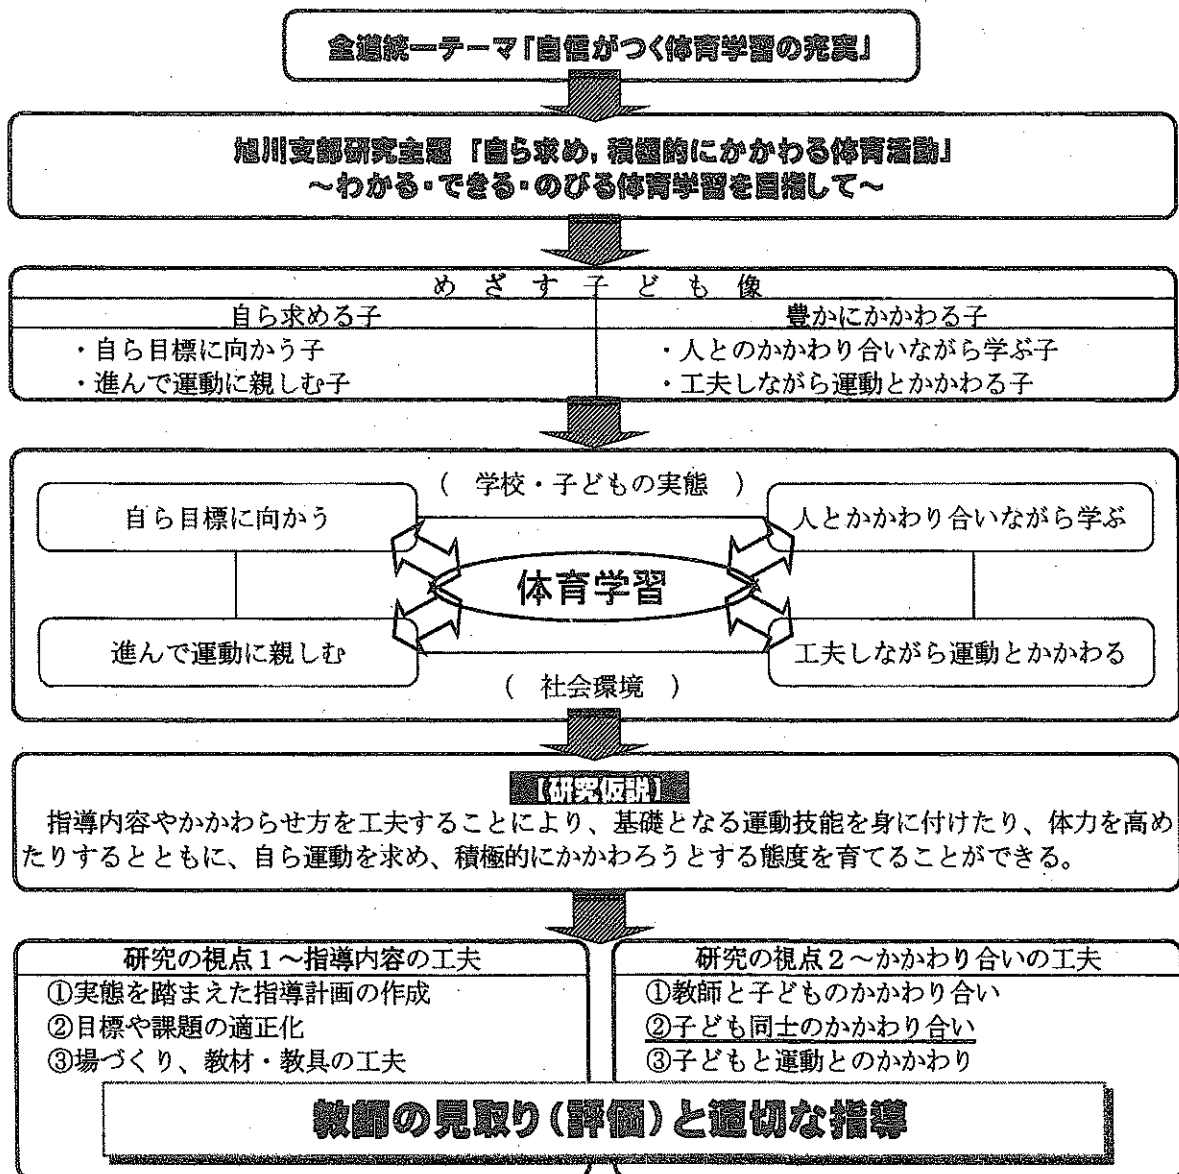 全道統一テーマ「自信がつく体育学習の充実」
旭川支部研究主題 「自ら求め，積極的にかかわる体育活動」
～わかる・できる・のびる体育学習を目指して～
めざす子ども像
自ら求める子
豊かにかかわる子
・自ら目標に向かう子
・進んで運動に親しむ子
・人とのかかわり合いながら学ぶ子
・工夫しながら運動とかかわる子
（ 学校・子どもの実態 ）
自ら目標に向かう
人とかかわり合いながら学ぶ
体育学習
進んで運動に親しむ
工夫しながら運動とかかわる
（ 社会環境 ）
【研究仮説】
指導内容やかかわらせ方を工夫することにより、基礎となる運動技能を身に付けたり、体力を高め
たりするとともに、自ら運動を求め、積極的にかかわろうとする態度を育てることができる。
研究の視点１～指導内容の工夫
①実態を踏まえた指導計画の作成
②目標や課題の適正化
③場づくり、教材・教具の工夫
研究の視点２～かかわり合いの工夫
①教師と子どものかかわり合い
②子ども同士のかかわり合い
③子どもと運動とのかかわり
教師の見取り（評価）と適切な指導